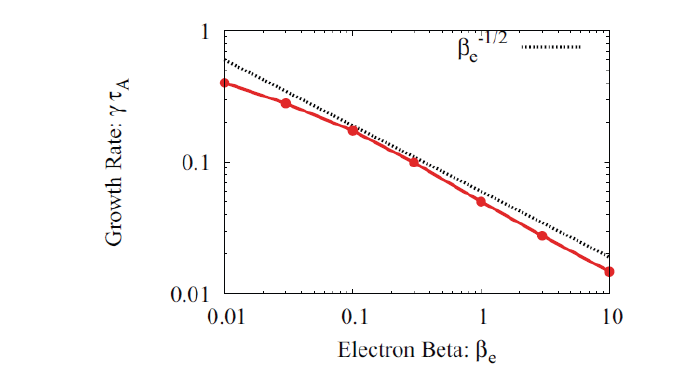 1
βe^-1/2
Growth Rate: γ τA
0.1
0.01
0.01 0.1 1 10
Electron Beta: βe